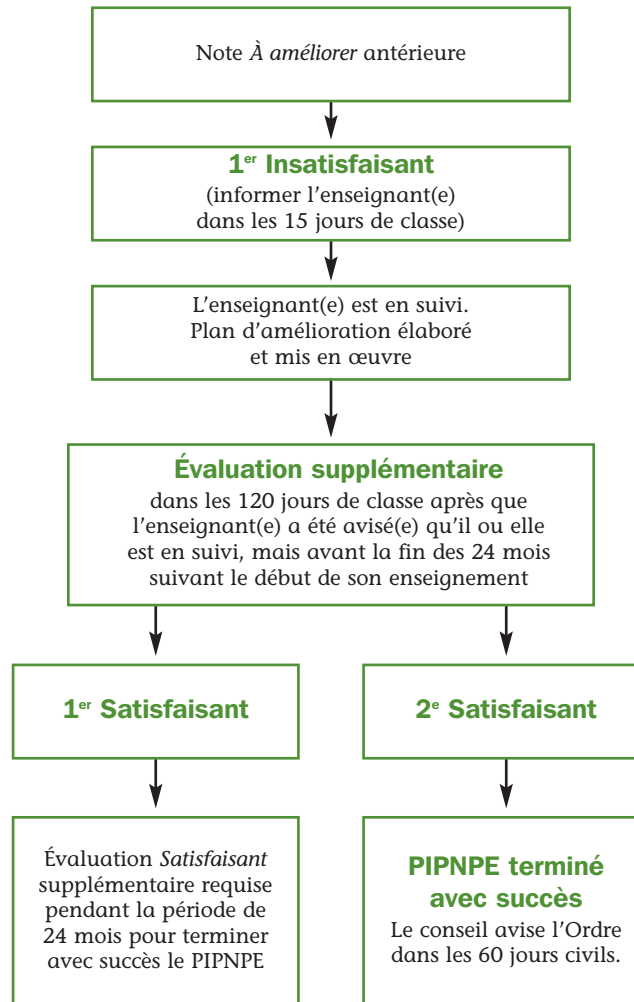 Note À améliorer antérieure
1er Insatisfaisant
(informer l'enseignant(e)
dans les 15 jours de classe)
L'enseignant(e) est en suivi.
Plan d'amélioration élaboré
et mis en œuvre
Évaluation supplémentaire
dans les 120 jours de classe après que
l'enseignant(e) a été avisé(e) qu'il ou elle
est en suivi, mais avant la fin des 24 mois
suivant le début de son enseignement
1er Satisfaisant
2e Satisfaisant
Évaluation Satisfaisant
supplémentaire requise
pendant la période de
24 mois pour terminer
avec succès le PIPNPE
PIPNPE terminé
avec succès
Le conseil avise l'Ordre
dans les 60 jours civils.